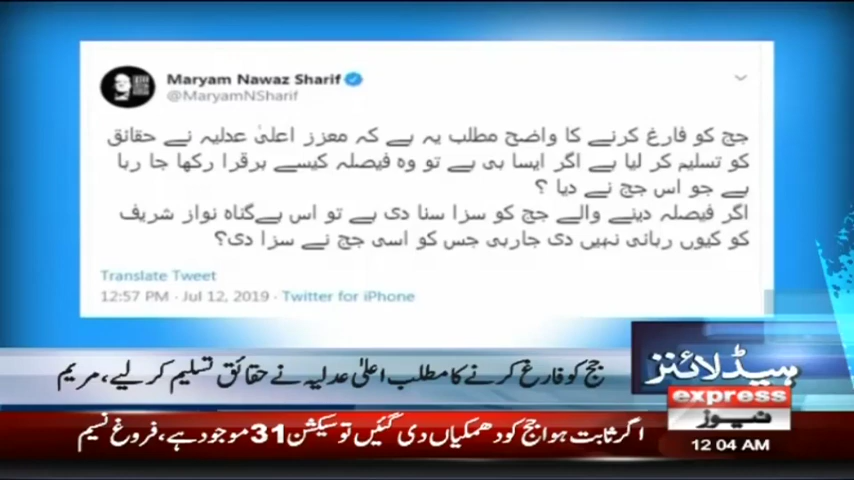 Maryam Nawaz Sharif
@MaryamNSharif
جج کو فارغ کرنے کا واضح مطلب یہ ہے کہ معزز اعلیٰ عدلیہ نے حقائق
کو تسلیم کر لیا ہے اگر ایسا ہی ہے تو وہ فیصلہ کیسے برقرا رکھا جا رہا
ہے جو اس جج نے دیا ؟
اگر فیصلہ دینے والے جج کو سزا سنا دی ہے تو اس بےگناہ نواز شریف
کو کیوں رہائی نہیں دی جارہی جس کو اسی جج نے سزا دی؟
Translate Tweet
12:57 PM · Jul 12, 2019 · Twitter for iPhone
ہیڈلائنز
جج کو فارغ کرنے کا مطلب اعلیٰ عدلیہ نے حقائق تسلیم کر لیے، مریم
express
نیوز
اگر ثابت ہوا جج کو دھمکیاں دی گئیں تو سیکشن 31 موجود ہے، فروغ نسیم
12:04 AM